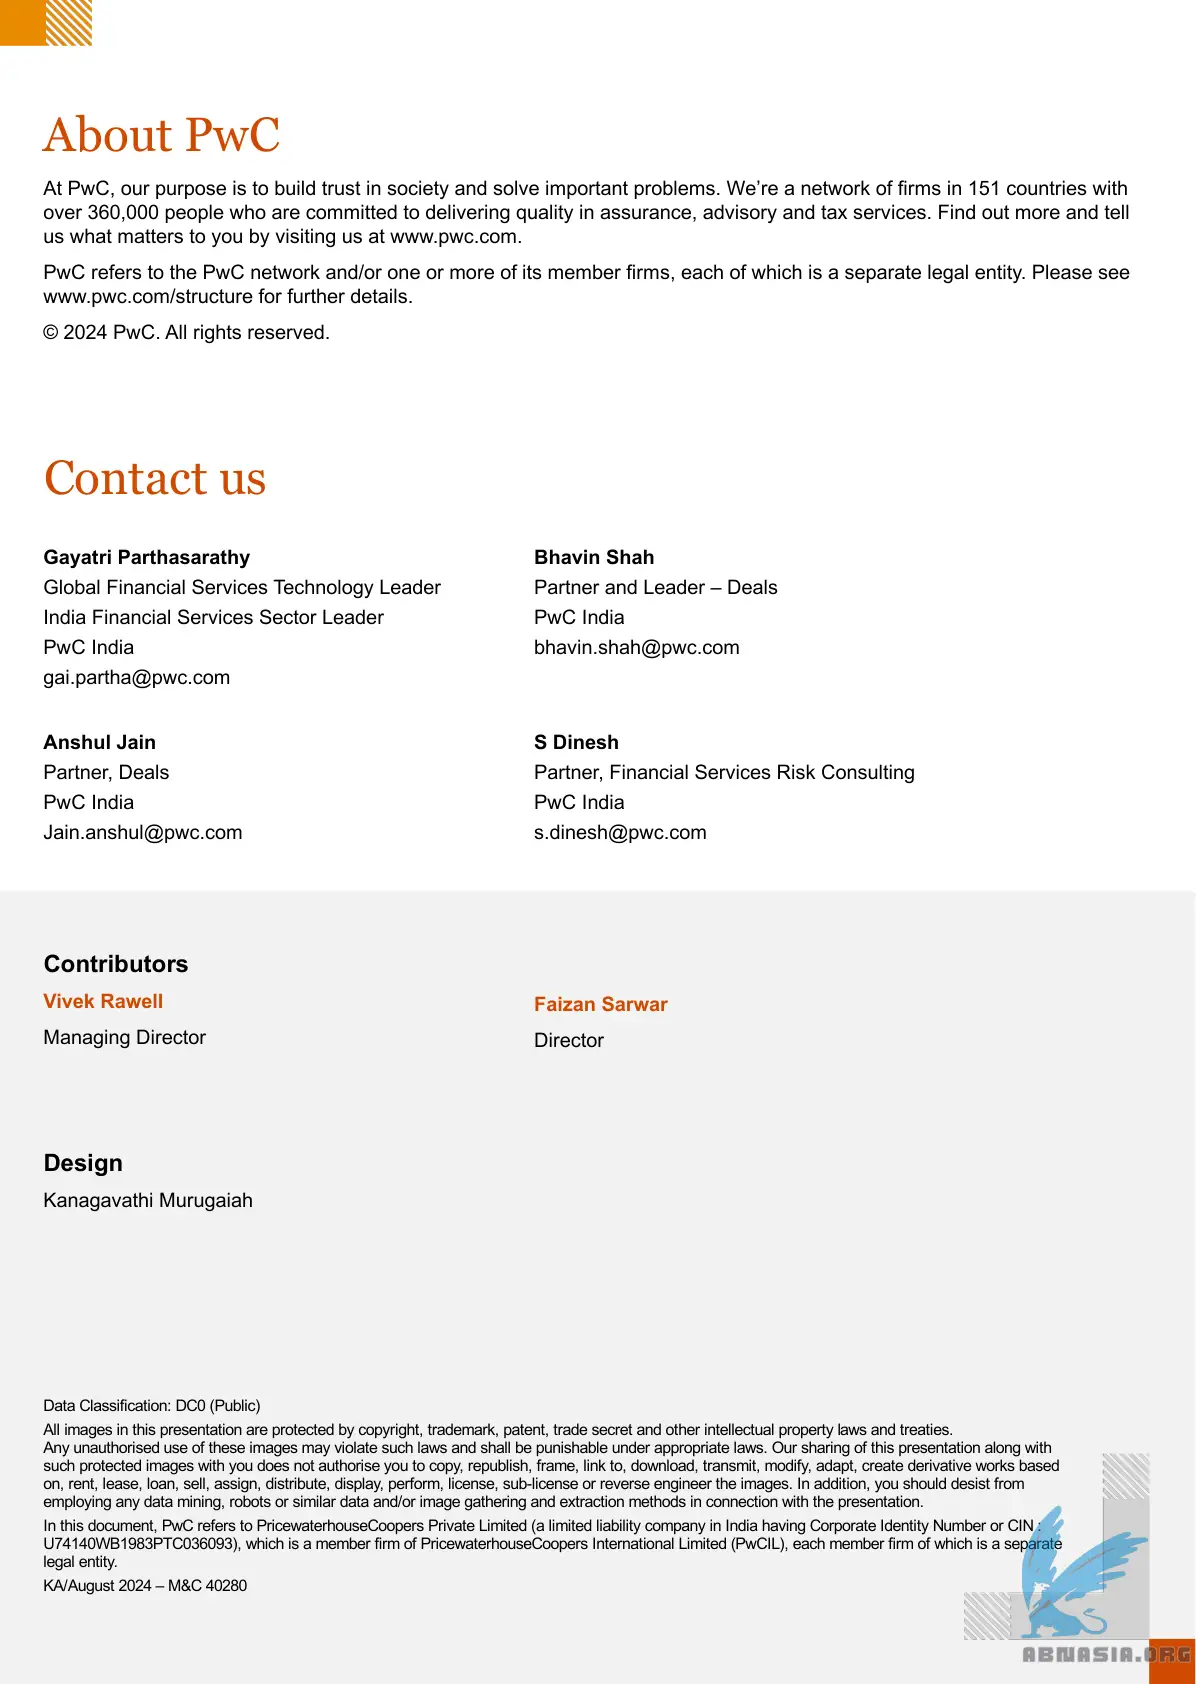 About PwC
At PwC, our purpose is to build trust in society and solve important problems. We're a network of firms in 151 countries with
over 360,000 people who are committed to delivering quality in assurance, advisory and tax services. Find out more and tell
us what matters to you by visiting us at www.pwc.com.
PwC refers to the PwC network and/or one or more of its member firms, each of which is a separate legal entity. Please see
www.pwc.com/structure for further details.
© 2024 PwC. All rights reserved.
Contact us
Gayatri Parthasarathy
Global Financial Services Technology Leader
India Financial Services Sector Leader
PwC India
gai.partha@pwc.com
Bhavin Shah
Partner and Leader – Deals
PwC India
bhavin.shah@pwc.com
Anshul Jain
Partner, Deals
PwC India
Jain.anshul@pwc.com
S Dinesh
Partner, Financial Services Risk Consulting
PwC India
s.dinesh@pwc.com
Contributors
Vivek Rawell
Managing Director
Faizan Sarwar
Director
Design
Kanagavathi Murugaiah
Data Classification: DC0 (Public)
All images in this presentation are protected by copyright, trademark, patent, trade secret and other intellectual property laws and treaties.
Any unauthorised use of these images may violate such laws and shall be punishable under appropriate laws. Our sharing of this presentation along with
such protected images with you does not authorise you to copy, republish, frame, link to, download, transmit, modify, adapt, create derivative works based
on, rent, lease, loan, sell, assign, distribute, display, perform, license, sub-license or reverse engineer the images. In addition, you should desist from
employing any data mining, robots or similar data and/or image gathering and extraction methods in connection with the presentation.
In this document, PwC refers to PricewaterhouseCoopers Private Limited (a limited liability company in India having Corporate Identity Number or CIN :
U74140WB1983PTC036093), which is a member firm of PricewaterhouseCoopers International Limited (PwCIL), each member firm of which is a separate
legal entity.
KA/August 2024 – M&C 40280
ABMASIA.ORG